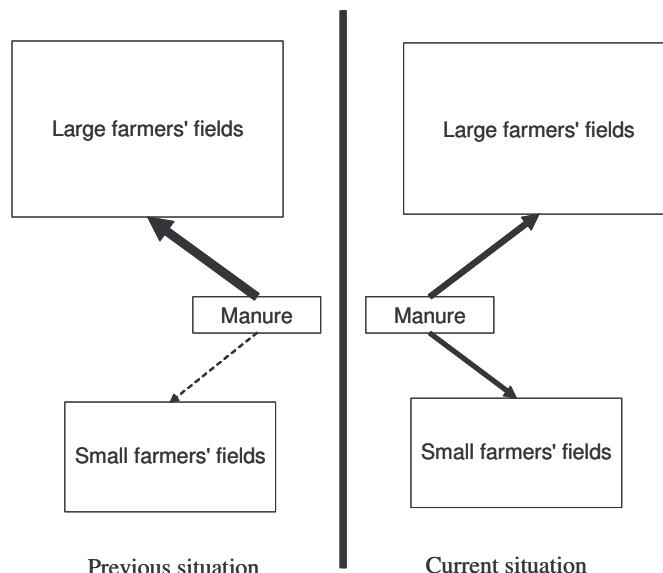 Large farmers' fields
Manure
Small farmers' fields
Previous situation
Large farmers' fields
Manure
Small farmers' fields
Current situation